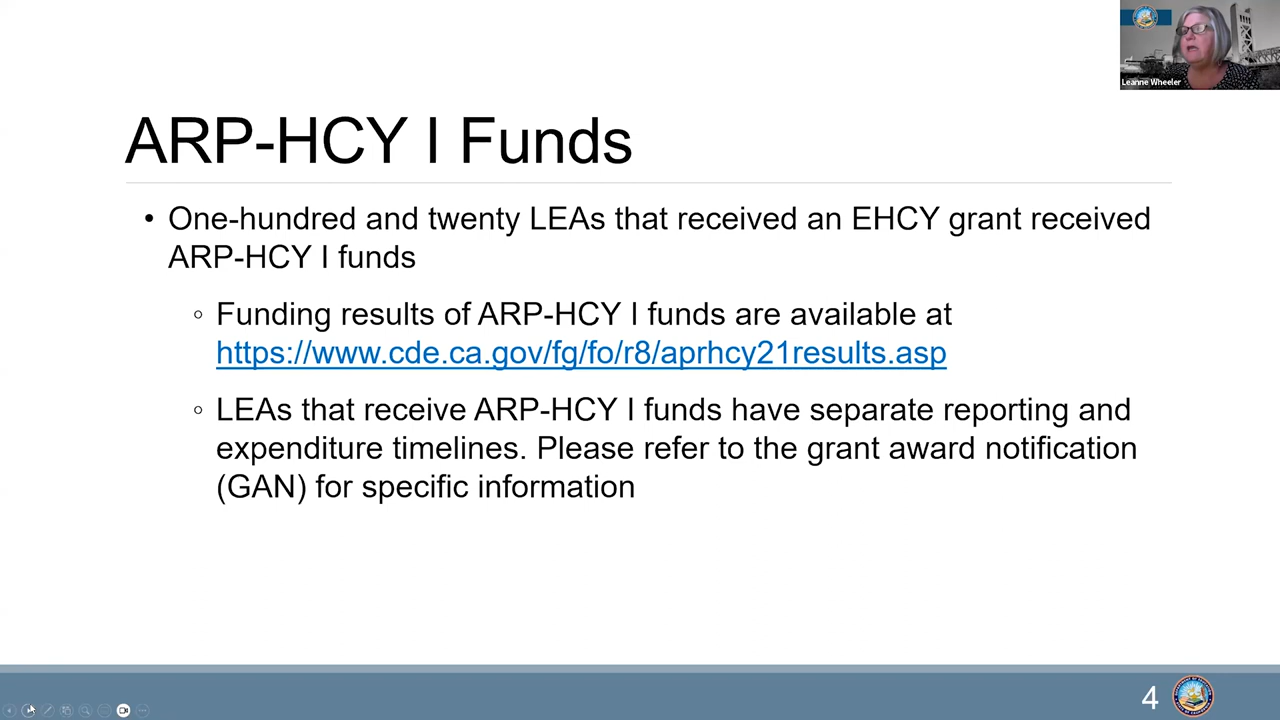 Leanne Wheeler
ARP-HCY I Funds
• One-hundred and twenty LEAs that received an EHCY grant received
ARP-HCY I funds
◦ Funding results of ARP-HCY I funds are available at
https://www.cde.ca.gov/fg/fo/r8/aprhcy21results.asp
◦ LEAs that receive ARP-HCY I funds have separate reporting and
expenditure timelines. Please refer to the grant award notification
(GAN) for specific information
4